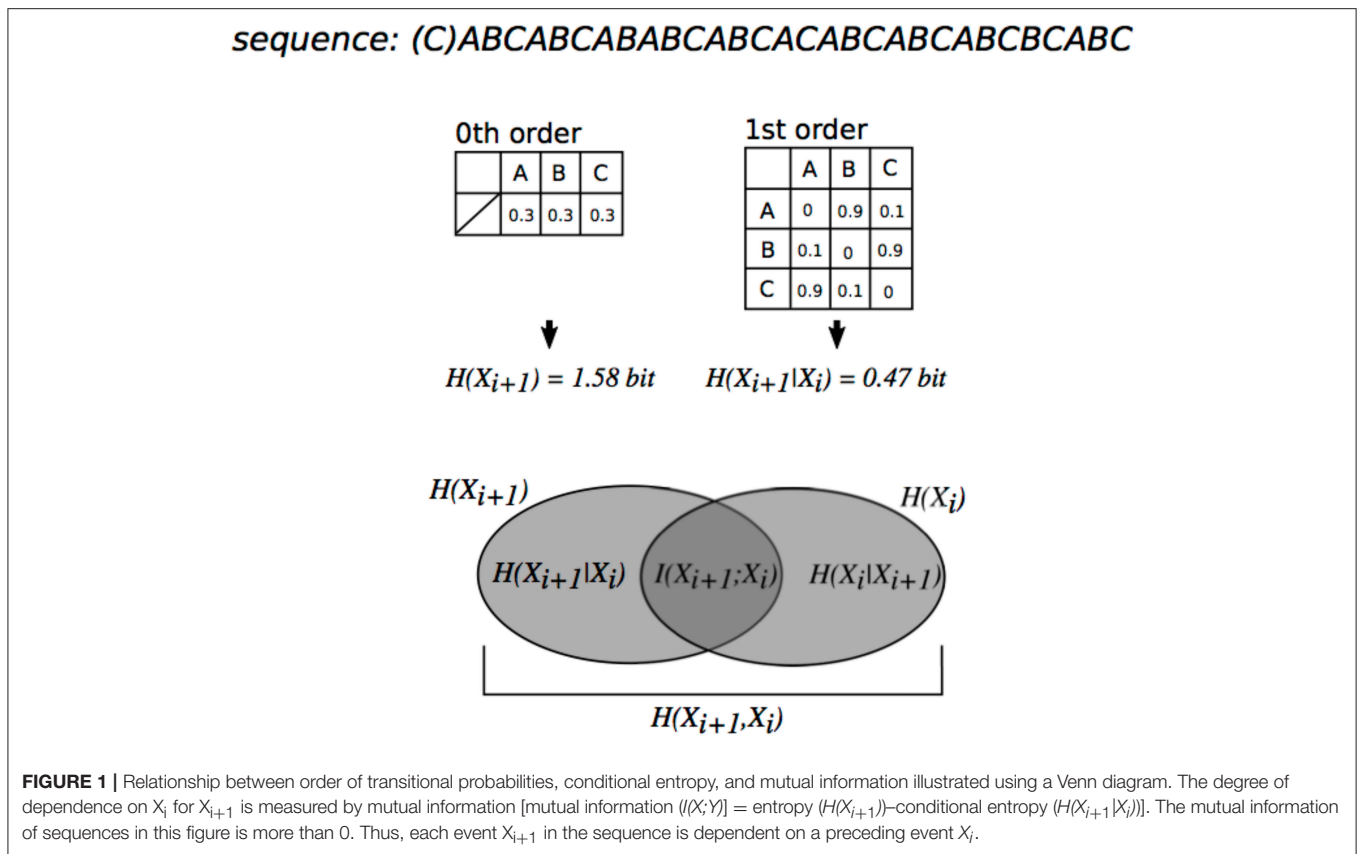 sequence: (C)ABCABCABABCABCACABCABCABCBCABC
0th order
A B C
0.3 0.3 0.3
H(Xi+1) = 1.58 bit
1st order
A B C
A 0 0.9 0.1
B 0.1 0 0.9
C 0.9 0.1 0
H(Xi+1|Xi) = 0.47 bit
H(Xi+1)
H(Xi)
H(Xi+1|Xi) I(Xi+1;Xi) H(Xi|Xi+1)
H(Xi+1,Xi)
FIGURE 1 | Relationship between order of transitional probabilities, conditional entropy, and mutual information illustrated using a Venn diagram. The degree of
dependence on Xi for Xi+1 is measured by mutual information [mutual information (I(X;Y)] = entropy (H(Xi+1))–conditional entropy (H(Xi+1|Xi))]. The mutual information
of sequences in this figure is more than 0. Thus, each event Xi+1 in the sequence is dependent on a preceding event Xi.